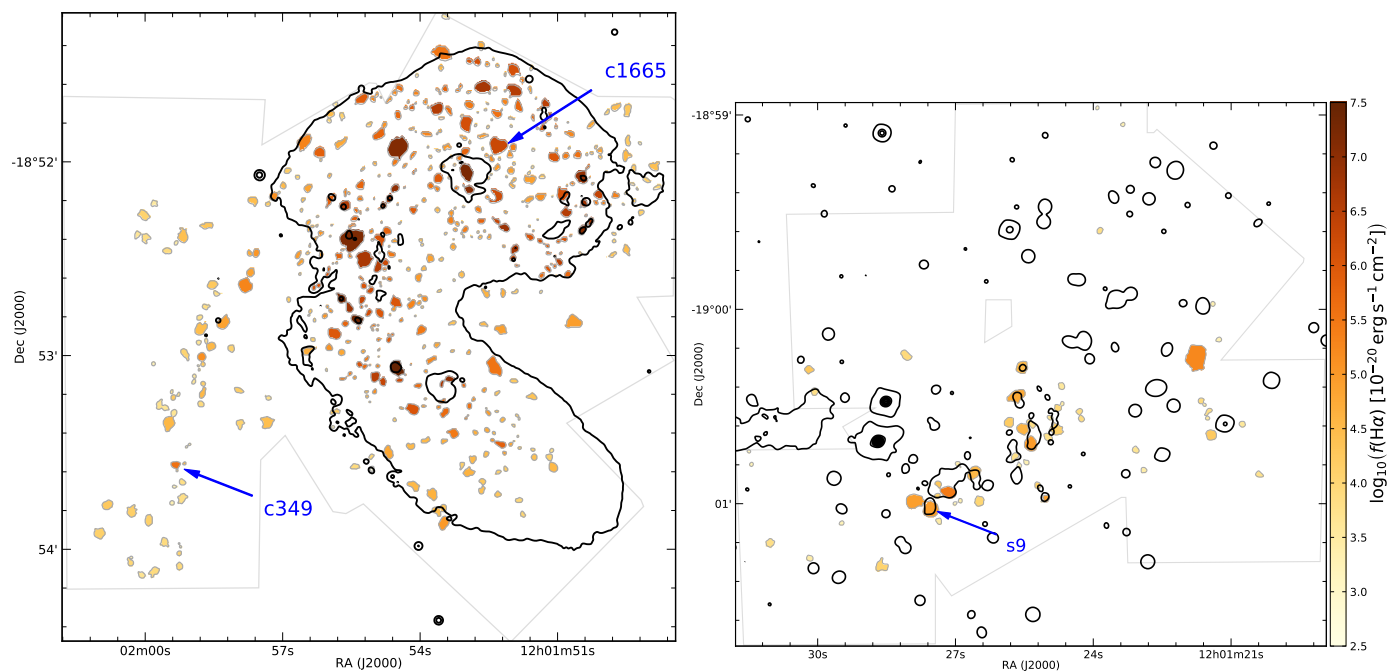 c1665
c349
-18°52'
53'
54'
Dec (J2000)
02m00s
57s
54s
12h01m51s
RA (J2000)
s9
-18°59'
-19°00'
01'
Dec (J2000)
30s
27s
24s
12h01m21s
RA (J2000)
7.5
7.0
6.5
6.0
5.5
5.0
4.5
4.0
3.5
3.0
2.5
log₁₀(f(Hα) [10⁻²⁰ erg s⁻¹ cm⁻²])